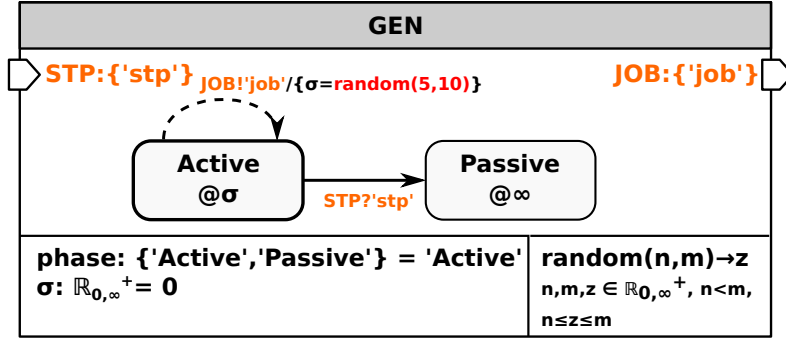 GEN
STP:{'stp'}
JOB:{'job'}
JOB!'job'/{σ=random(5,10)}
Active
@σ
Passive
@∞
STP?'stp'
phase: {'Active','Passive'} = 'Active'
σ: ℝ₀,∞⁺= 0
random(n,m)→z
n,m,z ∈ ℝ₀,∞⁺, n<m,
n≤z≤m